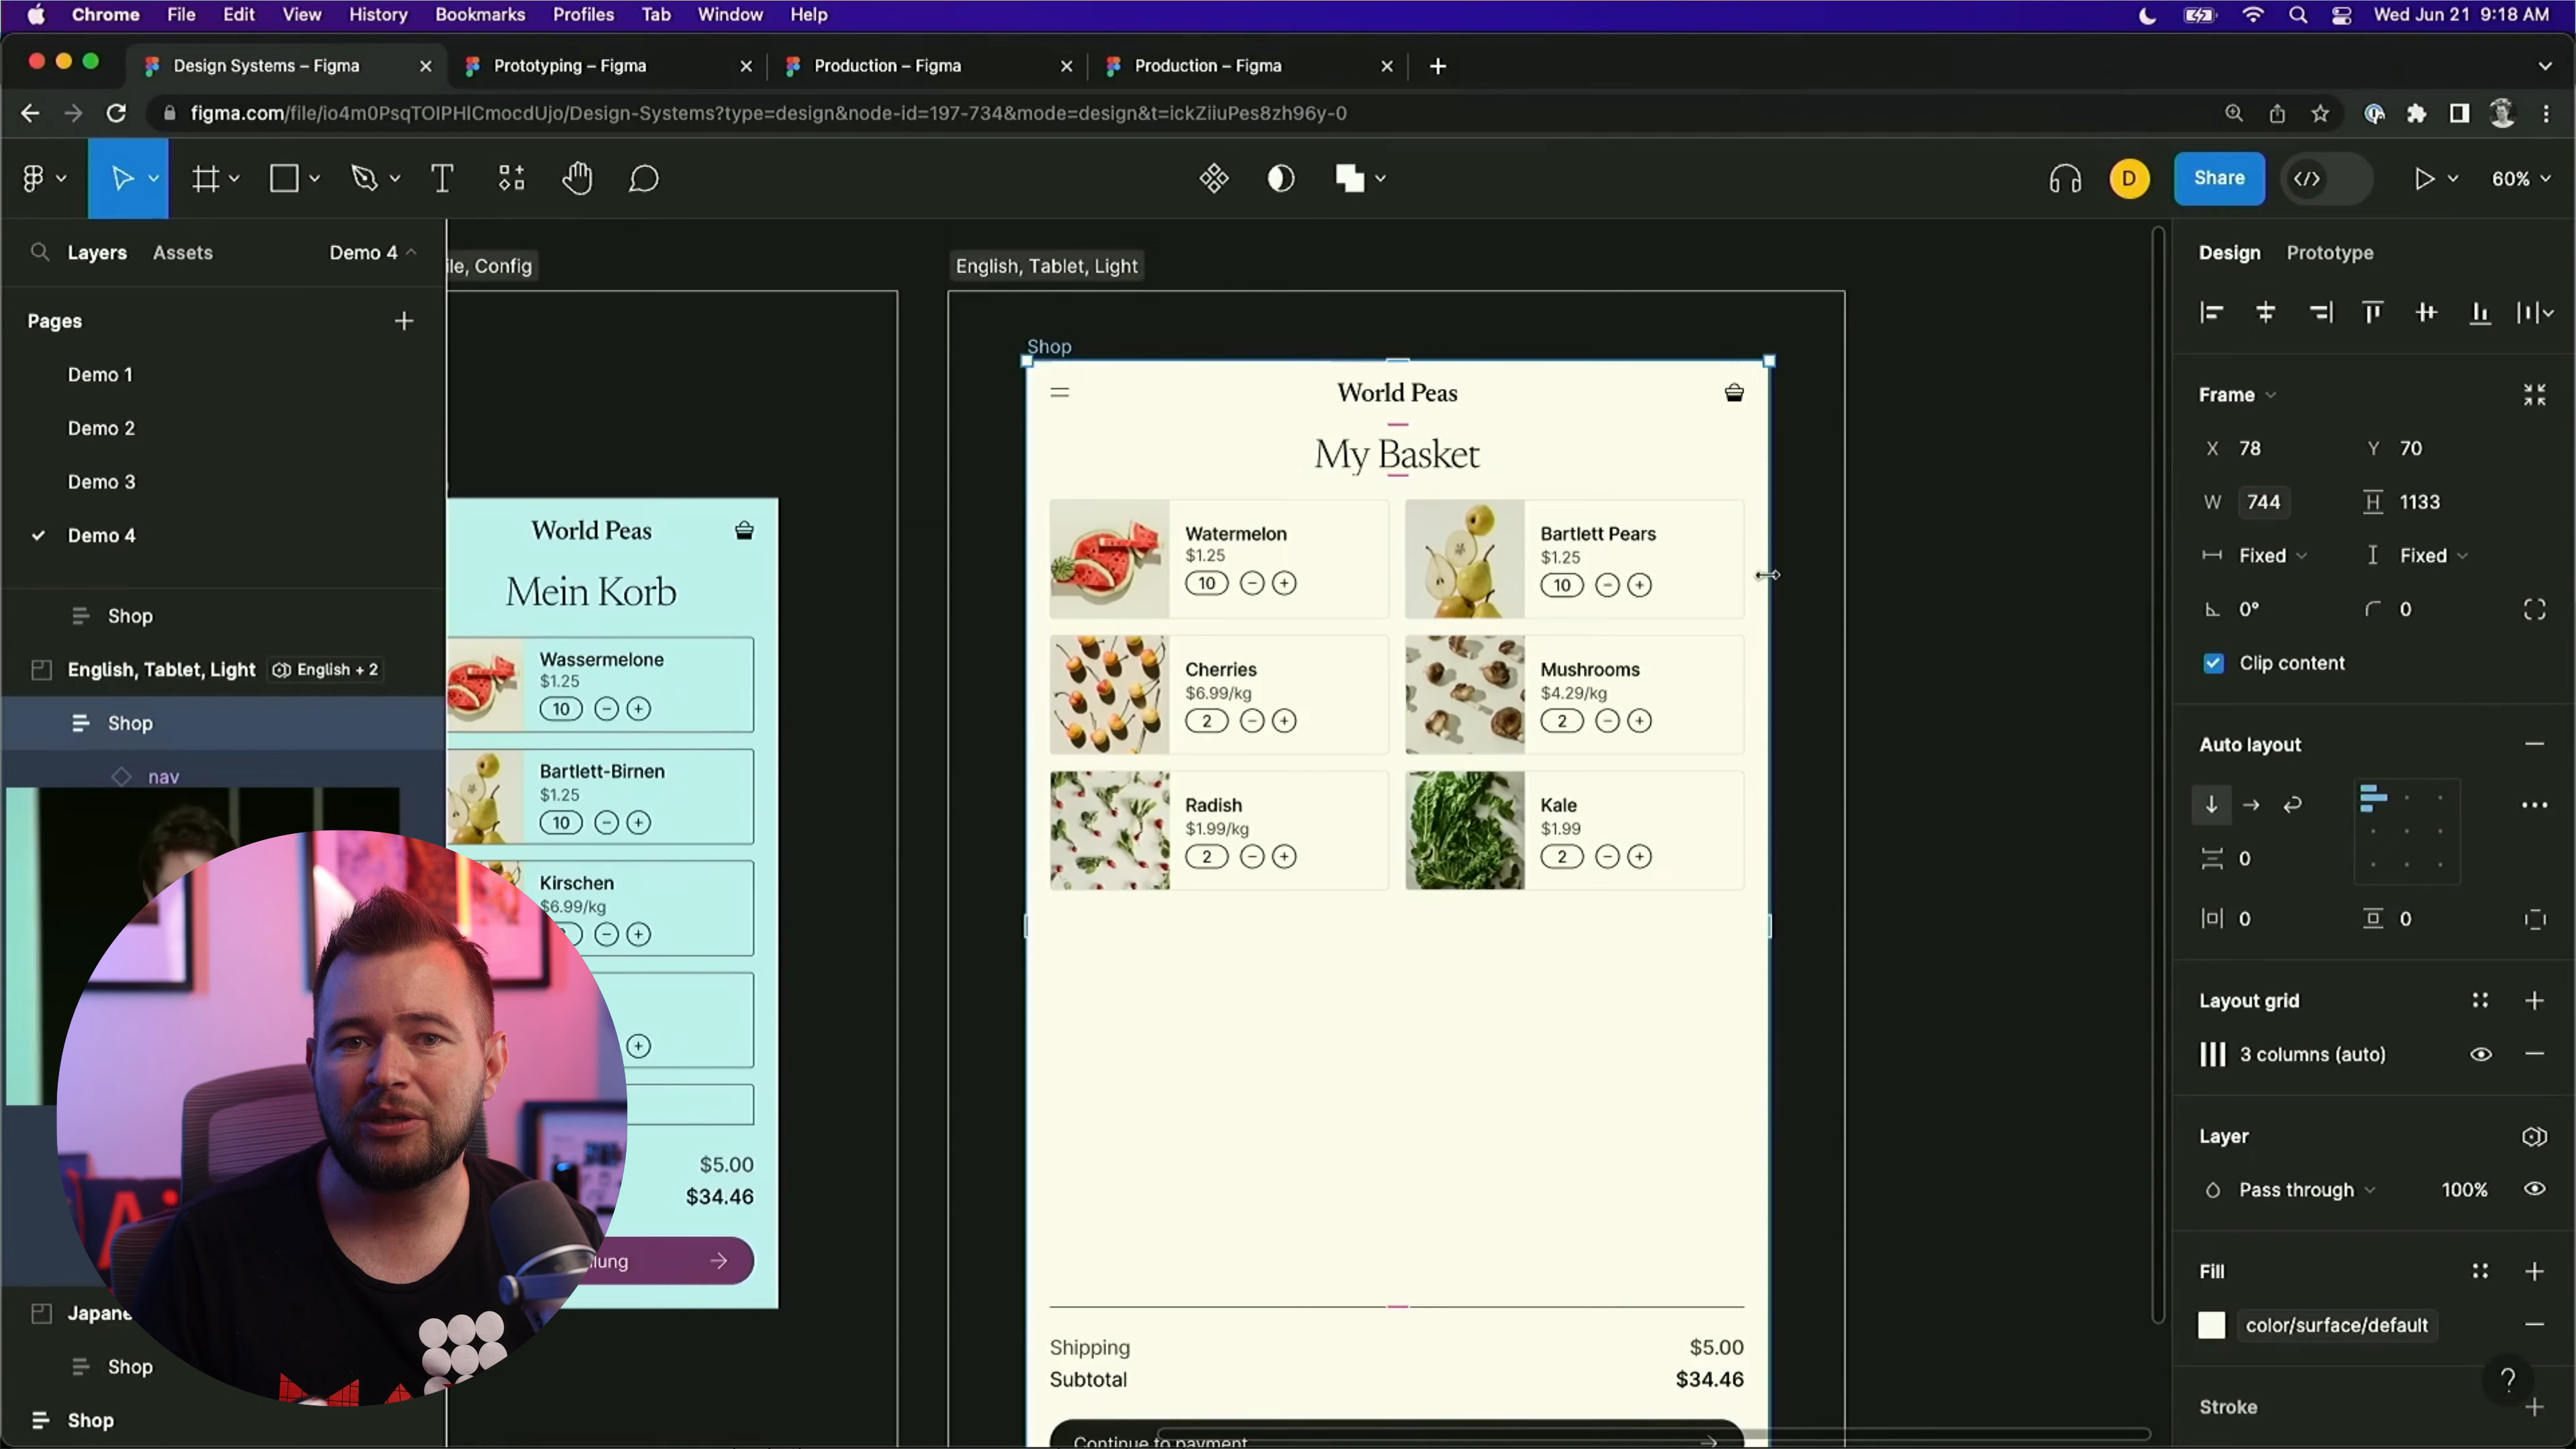 Chrome File Edit View History Bookmarks Profiles Tab Window Help Wed Jun 21 9:18 AM
Design Systems – Figma Prototyping – Figma Production – Figma Production – Figma
figma.com/file/io4m0PsqTOIPHlCmocdUjo/Design-Systems?type=design&node-id=197-734&mode=design&t=ickZiiuPes8zh96y-0
D Share 60%
Layers Assets Demo 4
Pages
Demo 1
Demo 2
Demo 3
Demo 4
Shop
English, Tablet, Light English + 2
Shop
nav
Shop
Shop
ile, Config
World Peas
Mein Korb
Wassermelone
$1.25
10
Bartlett-Birnen
$1.25
10
Kirschen
$6.99/kg
$5.00
$34.46
English, Tablet, Light
Shop
World Peas
My Basket
Watermelon
$1.25
10
Bartlett Pears
$1.25
10
Cherries
$6.99/kg
2
Mushrooms
$4.29/kg
2
Radish
$1.99/kg
2
Kale
$1.99
2
Shipping $5.00
Subtotal $34.46
Continue to payment
Design Prototype
Frame
X 78 Y 70
W 744 H 1133
Fixed Fixed
0° 0
Clip content
Auto layout
0
0 0
Layout grid
3 columns (auto)
Layer
Pass through 100%
Fill
color/surface/default
?
Stroke